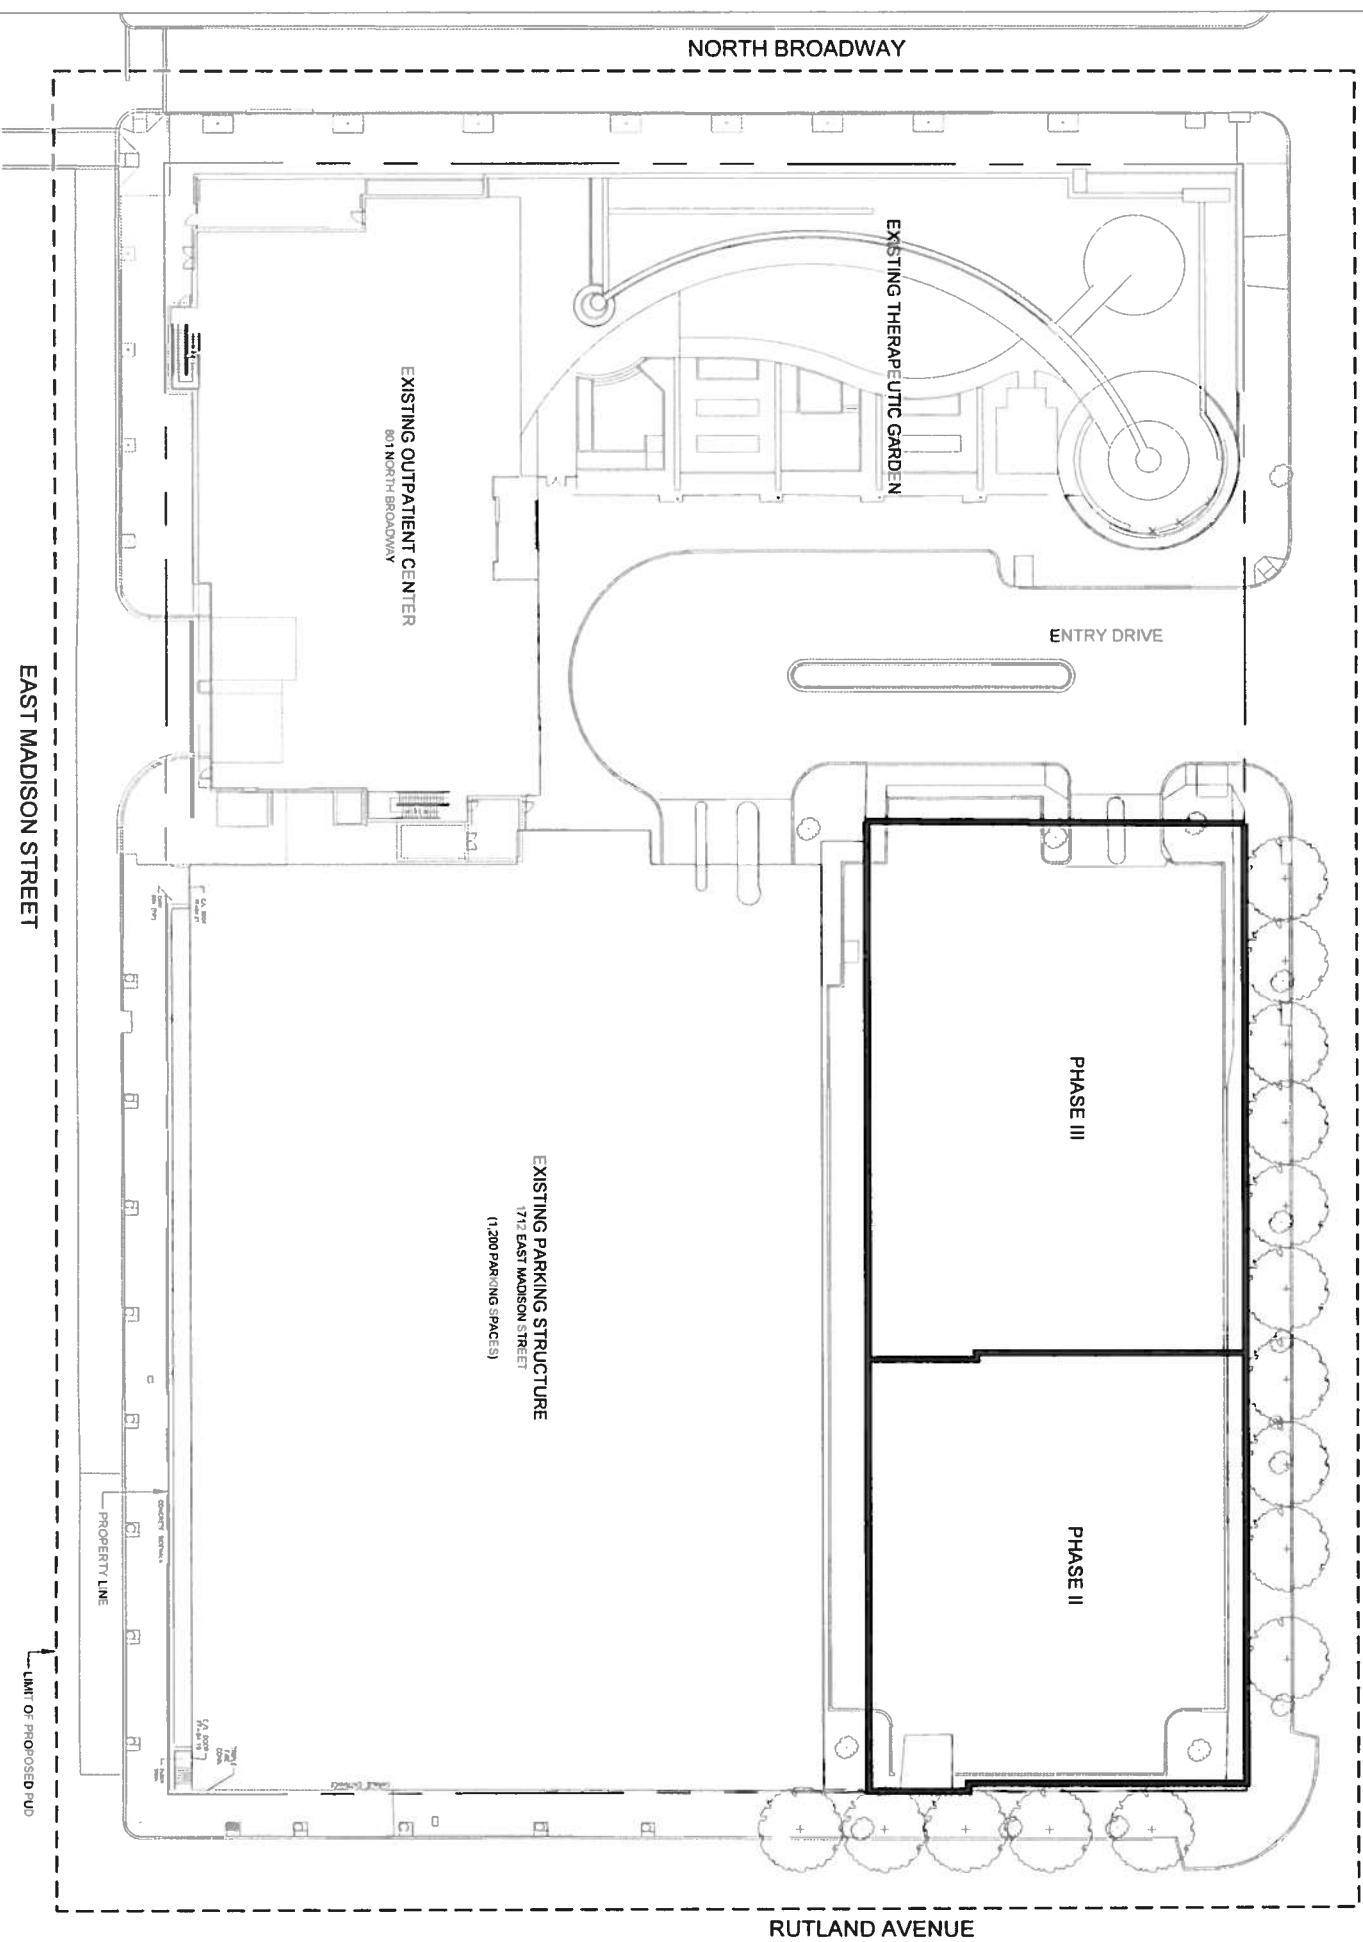 NORTH BROADWAY
EXISTING THERAPEUTIC GARDEN
EXISTING OUTPATIENT CENTER
801 NORTH BROADWAY
ENTRY DRIVE
EAST MADISON STREET
PHASE III
EXISTING PARKING STRUCTURE
1712 EAST MADISON STREET
(1,200 PARKING SPACES)
PHASE II
CONCRETE SIDEWALK
PROPERTY LINE
LIMIT OF PROPOSED PUD
RUTLAND AVENUE